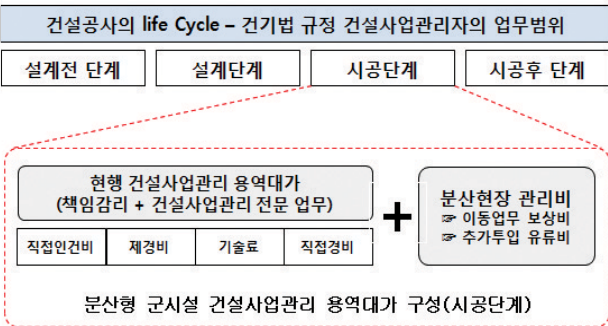 건설공사의 life Cycle – 건기법 규정 건설사업관리자의 업무범위
설계전 단계 설계단계 시공단계 시공후 단계
현행 건설사업관리 용역대가
(책임감리 + 건설사업관리 전문 업무)
직접인건비 제경비 기술료 직접경비
+
분산현장 관리비
☞ 이동업무 보상비
☞ 추가투입 유류비
분산형 군시설 건설사업관리 용역대가 구성(시공단계)